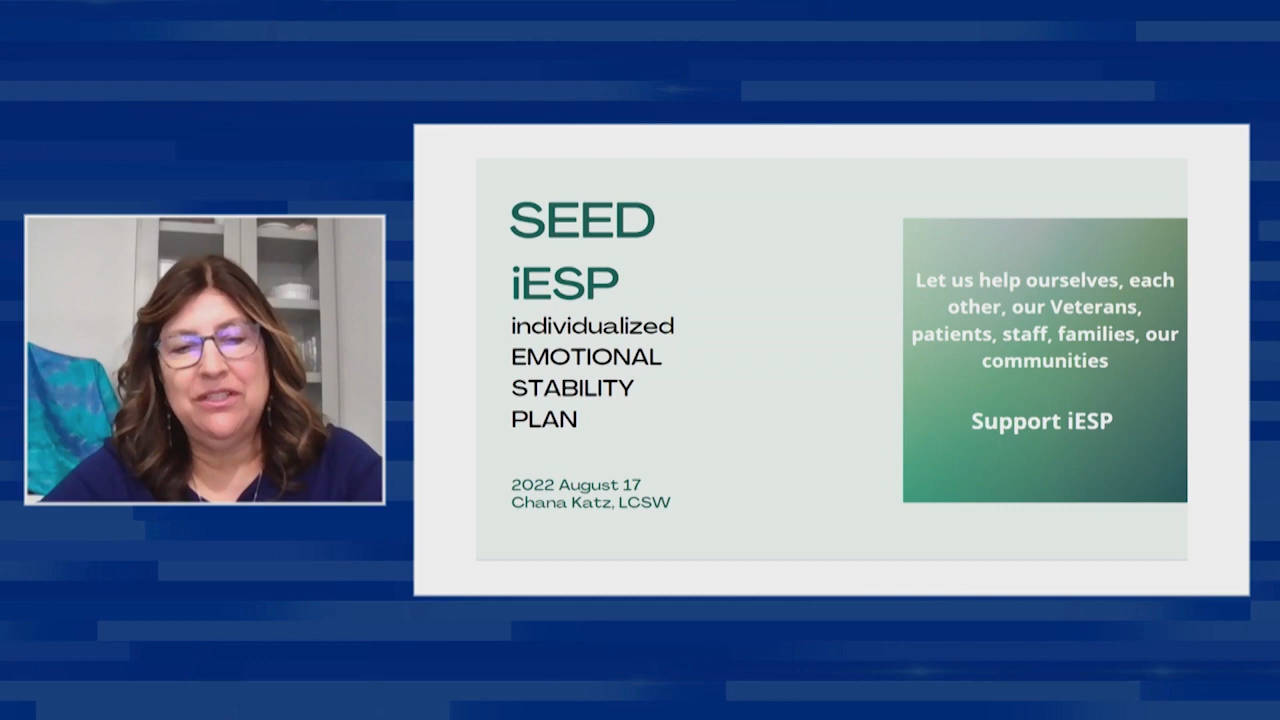 SEED
iESP
individualized
EMOTIONAL
STABILITY
PLAN
2022 August 17
Chana Katz, LCSW
Let us help ourselves, each
other, our Veterans,
patients, staff, families, our
communities
Support iESP